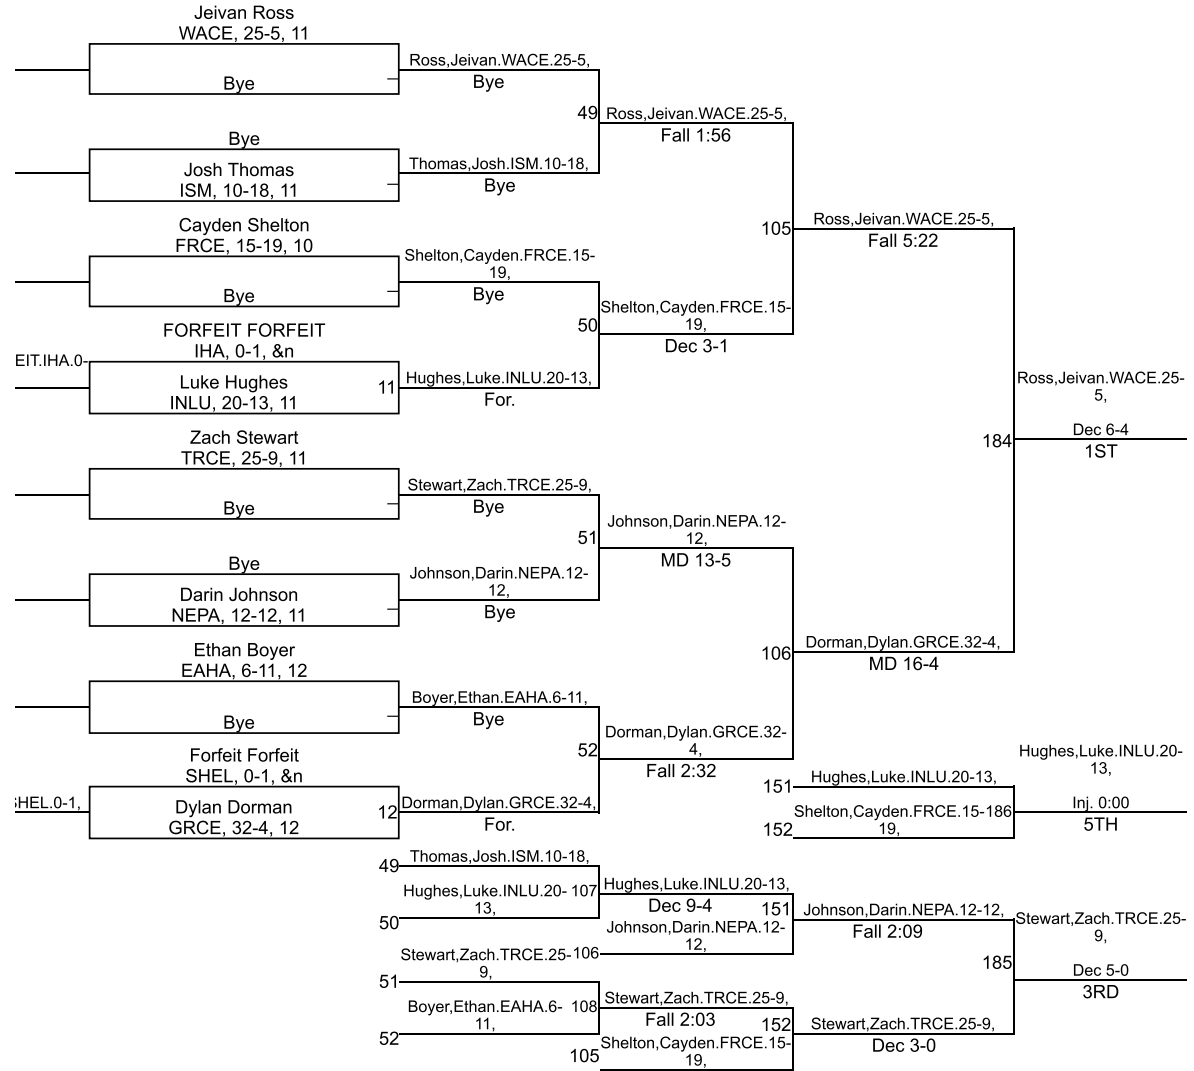 Jeivan Ross
WACE, 25-5, 11
Bye
Ross,Jeivan.WACE.25-5,
Bye
49
Ross,Jeivan.WACE.25-5,
Fall 1:56
Bye
Josh Thomas
ISM, 10-18, 11
Thomas,Josh.ISM.10-18,
Bye
105
Ross,Jeivan.WACE.25-5,
Fall 5:22
Cayden Shelton
FRCE, 15-19, 10
Bye
Shelton,Cayden.FRCE.15-
19,
Bye
50
Shelton,Cayden.FRCE.15-
19,
Dec 3-1
FORFEIT FORFEIT
IHA, 0-1, &n
EIT.IHA.0-
Luke Hughes
INLU, 20-13, 11
11
Hughes,Luke.INLU.20-13,
For.
184
Ross,Jeivan.WACE.25-
5,
Dec 6-4
1ST
Zach Stewart
TRCE, 25-9, 11
Bye
Stewart,Zach.TRCE.25-9,
Bye
51
Johnson,Darin.NEPA.12-
12,
MD 13-5
Bye
Darin Johnson
NEPA, 12-12, 11
Johnson,Darin.NEPA.12-
12,
Bye
106
Dorman,Dylan.GRCE.32-4,
MD 16-4
Ethan Boyer
EAHA, 6-11, 12
Bye
Boyer,Ethan.EAHA.6-11,
Bye
52
Dorman,Dylan.GRCE.32-
4,
Fall 2:32
Forfeit Forfeit
SHEL, 0-1, &n
SHEL.0-1,
Dylan Dorman
GRCE, 32-4, 12
12
Dorman,Dylan.GRCE.32-4,
For.
151
Hughes,Luke.INLU.20-13,
152
Shelton,Cayden.FRCE.15-
19,
186
Hughes,Luke.INLU.20-
13,
Inj. 0:00
5TH
49
Thomas,Josh.ISM.10-18,
50
Hughes,Luke.INLU.20-
13,
107
Hughes,Luke.INLU.20-13,
Dec 9-4
106
Johnson,Darin.NEPA.12-
12,
151
Johnson,Darin.NEPA.12-12,
Fall 2:09
51
Stewart,Zach.TRCE.25-
9,
52
Boyer,Ethan.EAHA.6-
11,
108
Stewart,Zach.TRCE.25-9,
Fall 2:03
105
Shelton,Cayden.FRCE.15-
19,
152
Stewart,Zach.TRCE.25-9,
Dec 3-0
185
Stewart,Zach.TRCE.25-
9,
Dec 5-0
3RD